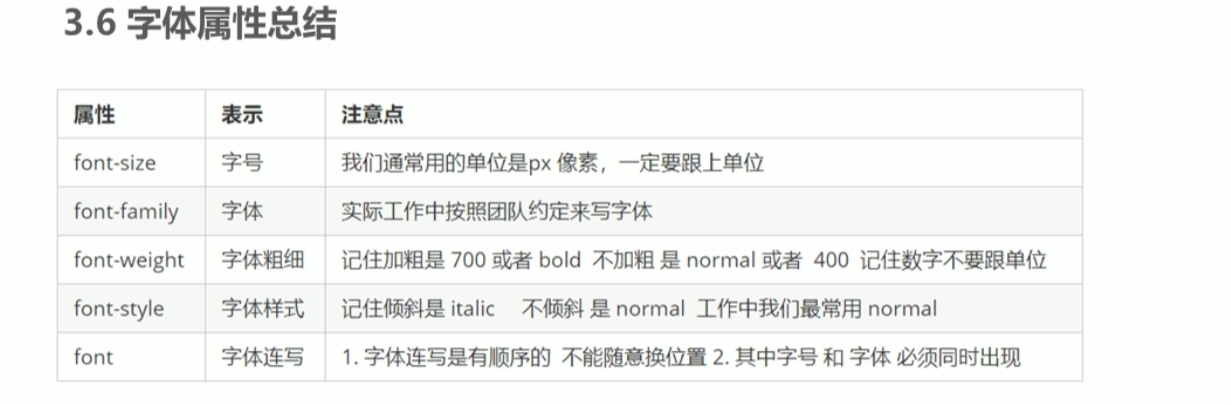 3.6 字体属性总结
属性 表示 注意点
font-size 字号 我们通常用的单位是px 像素，一定要跟上单位
font-family 字体 实际工作中按照团队约定来写字体
font-weight 字体粗细 记住加粗是 700 或者 bold 不加粗 是 normal 或者 400 记住数字不要跟单位
font-style 字体样式 记住倾斜是 italic 不倾斜 是 normal 工作中我们最常用 normal
font 字体连写 1. 字体连写是有顺序的 不能随意换位置 2. 其中字号 和 字体 必须同时出现